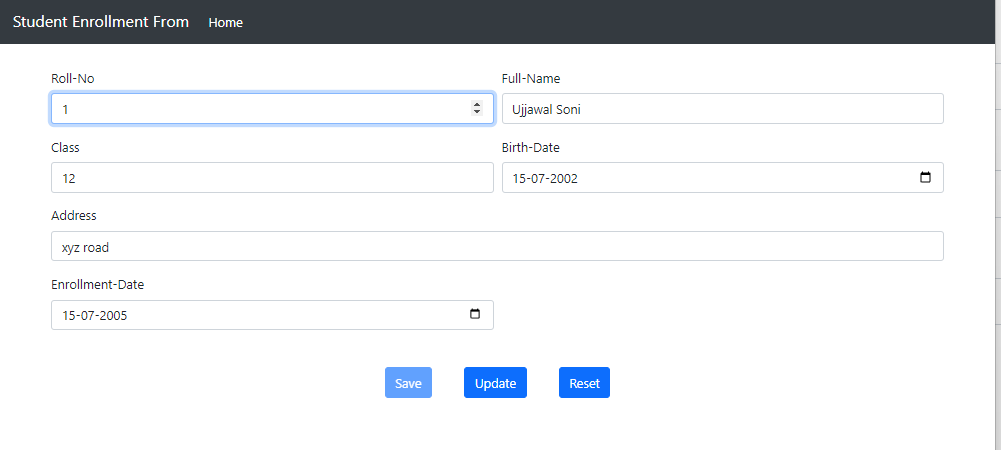 Student Enrollment From Home
Roll-No Full-Name
1 Ujjawal Soni
Class Birth-Date
12 15-07-2002
Address
xyz road
Enrollment-Date
15-07-2005
Save Update Reset